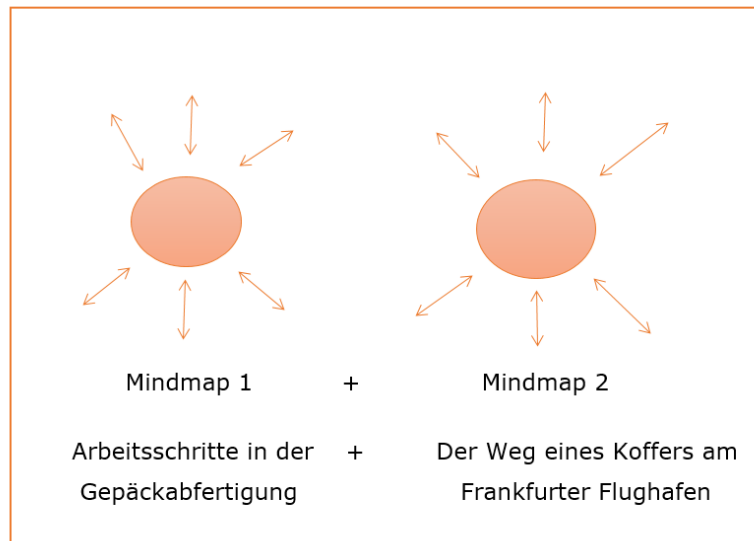 Mindmap 1 + Mindmap 2
Arbeitsschritte in der + Der Weg eines Koffers am
Gepäckabfertigung Frankfurter Flughafen